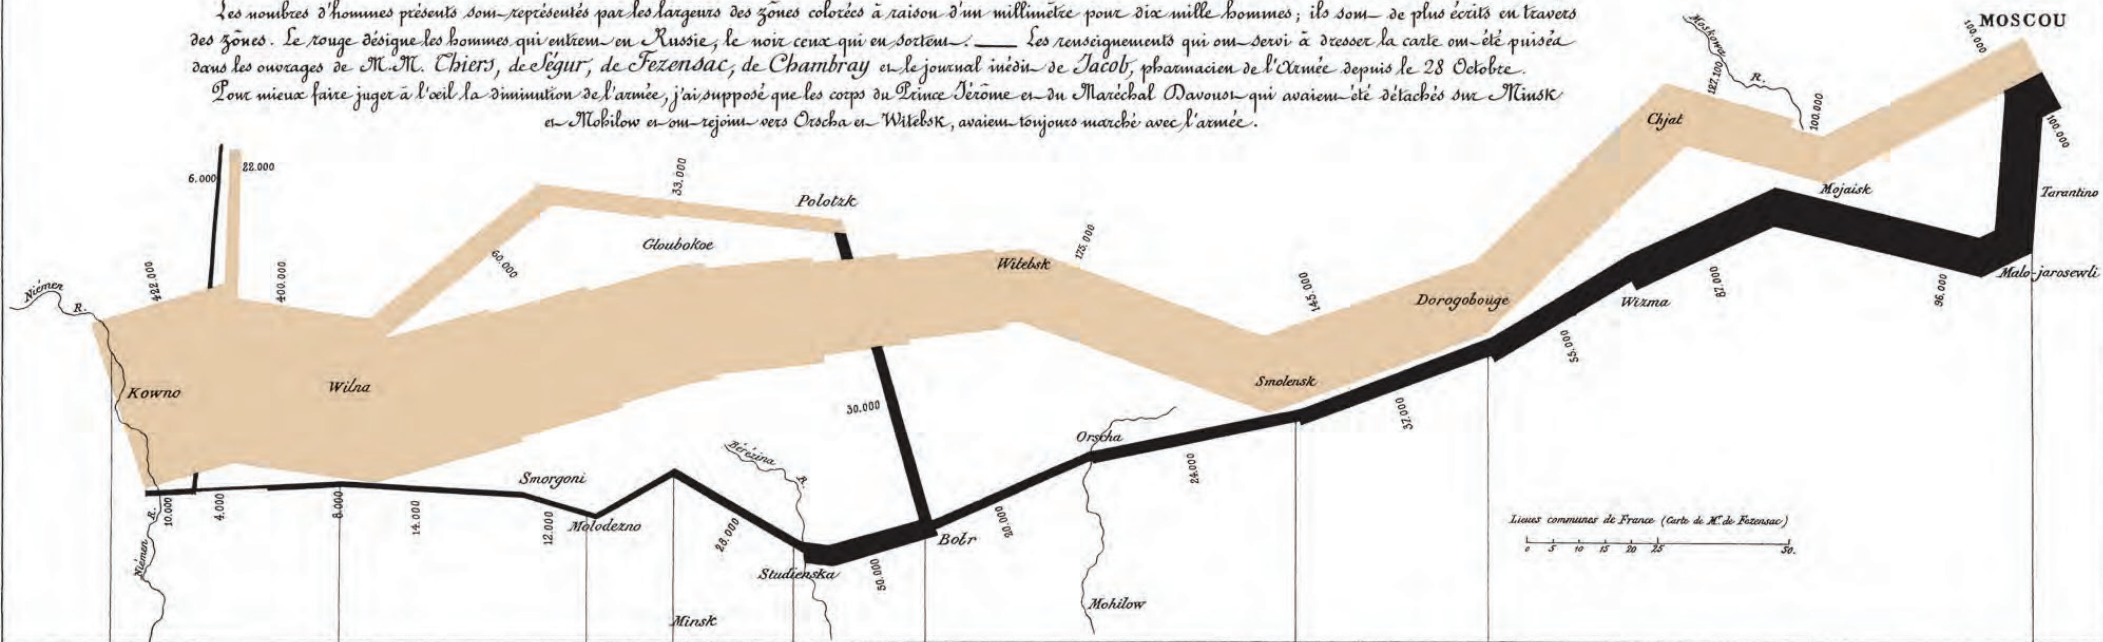 Les nombres d'hommes présents sont représentés par les largeurs des zônes colorées à raison d'un millimètre pour dix mille hommes; ils sont de plus écrits en travers
des zônes. Le rouge désigne les hommes qui entrent en Russie, le noir ceux qui en sortent. — Les renseignements qui ont servi à dresser la carte ont été puisés
dans les ouvrages de M.M. Thiers, de Ségur, de Fezensac, de Chambray et le journal inédit de Jacob, pharmacien de l'Armée depuis le 28 Octobre.
Pour mieux faire juger à l'œil la diminution de l'armée, j'ai supposé que les corps du Prince Jérôme et du Maréchal Davoust qui avaient été détachés sur Minsk
et Mohilow et ont rejoint vers Orscha et Witebsk, avaient toujours marché avec l'armée.
MOSCOU
100.000
Moskowa R.
127.100
100.000
Chjat
Mojaisk
100.000
Tarantino
Malo-jarosewli
6.000
22.000
33.000
Polotzk
Gloubokoe
60.000
175.000
Witebsk
422.000
400.000
Niémen R.
145.000
Dorogobouge
Wizma
87.000
96.000
55.000
Kowno
Wilna
Smolensk
30.000
37.000
Orscha
24.000
Bérézina R.
Smorgoni
10.000
4.000
8.000
14.000
12.000
Molodezno
28.000
20.000
Bobr
50.000
Studienska
Niémen R.
Minsk
Mohilow
Lieues communes de France (Carte de M. de Fezensac)
0 5 10 15 20 25 50.